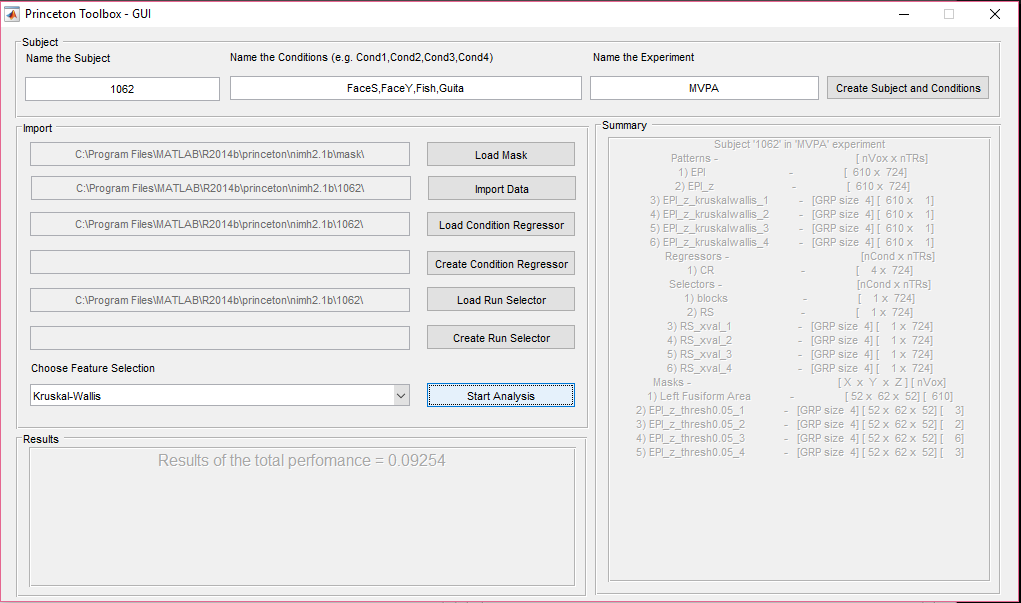 Princeton Toolbox - GUI
Subject
Name the Subject
Name the Conditions (e.g. Cond1,Cond2,Cond3,Cond4)
Name the Experiment
1062
FaceS,FaceY,Fish,Guita
MVPA
Create Subject and Conditions
Import
C:\Program Files\MATLAB\R2014b\princeton\nimh2.1b\mask\
Load Mask
C:\Program Files\MATLAB\R2014b\princeton\nimh2.1b\1062\
Import Data
C:\Program Files\MATLAB\R2014b\princeton\nimh2.1b\1062\
Load Condition Regressor
Create Condition Regressor
C:\Program Files\MATLAB\R2014b\princeton\nimh2.1b\1062\
Load Run Selector
Create Run Selector
Choose Feature Selection
Kruskal-Wallis
Start Analysis
Results
Results of the total perfomance = 0.09254
Summary
Subject '1062' in 'MVPA' experiment
Patterns - [ nVox x nTRs]
1) EPI - [ 610 x 724]
2) EPI_z - [ 610 x 724]
3) EPI_z_kruskalwallis_1 - [GRP size 4] [ 610 x 1]
4) EPI_z_kruskalwallis_2 - [GRP size 4] [ 610 x 1]
5) EPI_z_kruskalwallis_3 - [GRP size 4] [ 610 x 1]
6) EPI_z_kruskalwallis_4 - [GRP size 4] [ 610 x 1]
Regressors - [nCond x nTRs]
1) CR - [ 4 x 724]
Selectors - [nCond x nTRs]
1) blocks - [ 1 x 724]
2) RS - [ 1 x 724]
3) RS_xval_1 - [GRP size 4] [ 1 x 724]
4) RS_xval_2 - [GRP size 4] [ 1 x 724]
5) RS_xval_3 - [GRP size 4] [ 1 x 724]
6) RS_xval_4 - [GRP size 4] [ 1 x 724]
Masks - [ X x Y x Z ] [ nVox]
1) Left Fusiform Area - [ 52 x 62 x 52] [ 610]
2) EPI_z_thresh0.05_1 - [GRP size 4] [ 52 x 62 x 52] [ 3]
3) EPI_z_thresh0.05_2 - [GRP size 4] [ 52 x 62 x 52] [ 2]
4) EPI_z_thresh0.05_3 - [GRP size 4] [ 52 x 62 x 52] [ 6]
5) EPI_z_thresh0.05_4 - [GRP size 4] [ 52 x 62 x 52] [ 3]